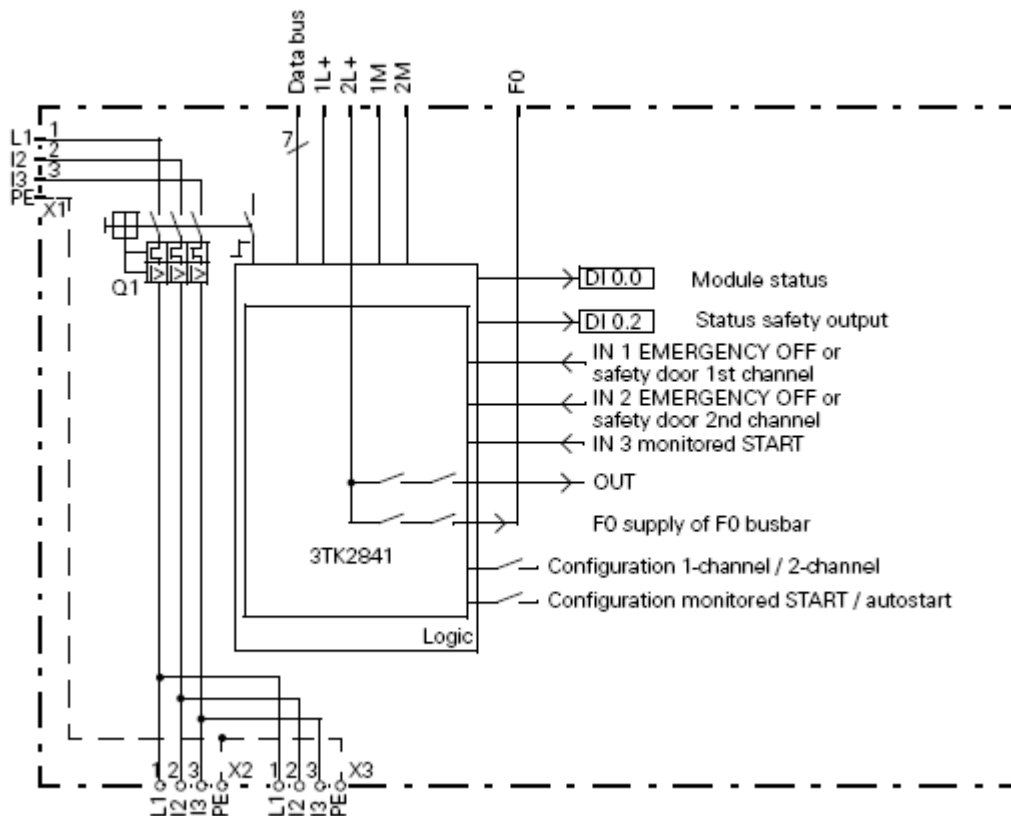 Data bus
1L+
2L+
1M
2M
F0
7
L1 1
I2 2
I3 3
PE
X1
Q1
DI 0.0 Module status
DI 0.2 Status safety output
IN 1 EMERGENCY OFF or
safety door 1st channel
IN 2 EMERGENCY OFF or
safety door 2nd channel
IN 3 monitored START
OUT
F0 supply of F0 busbar
3TK2841
Configuration 1-channel / 2-channel
Configuration monitored START / autostart
Logic
1 2 3 X2 1 2 3 X3
L1 I2 I3 PE L1 I2 I3 PE